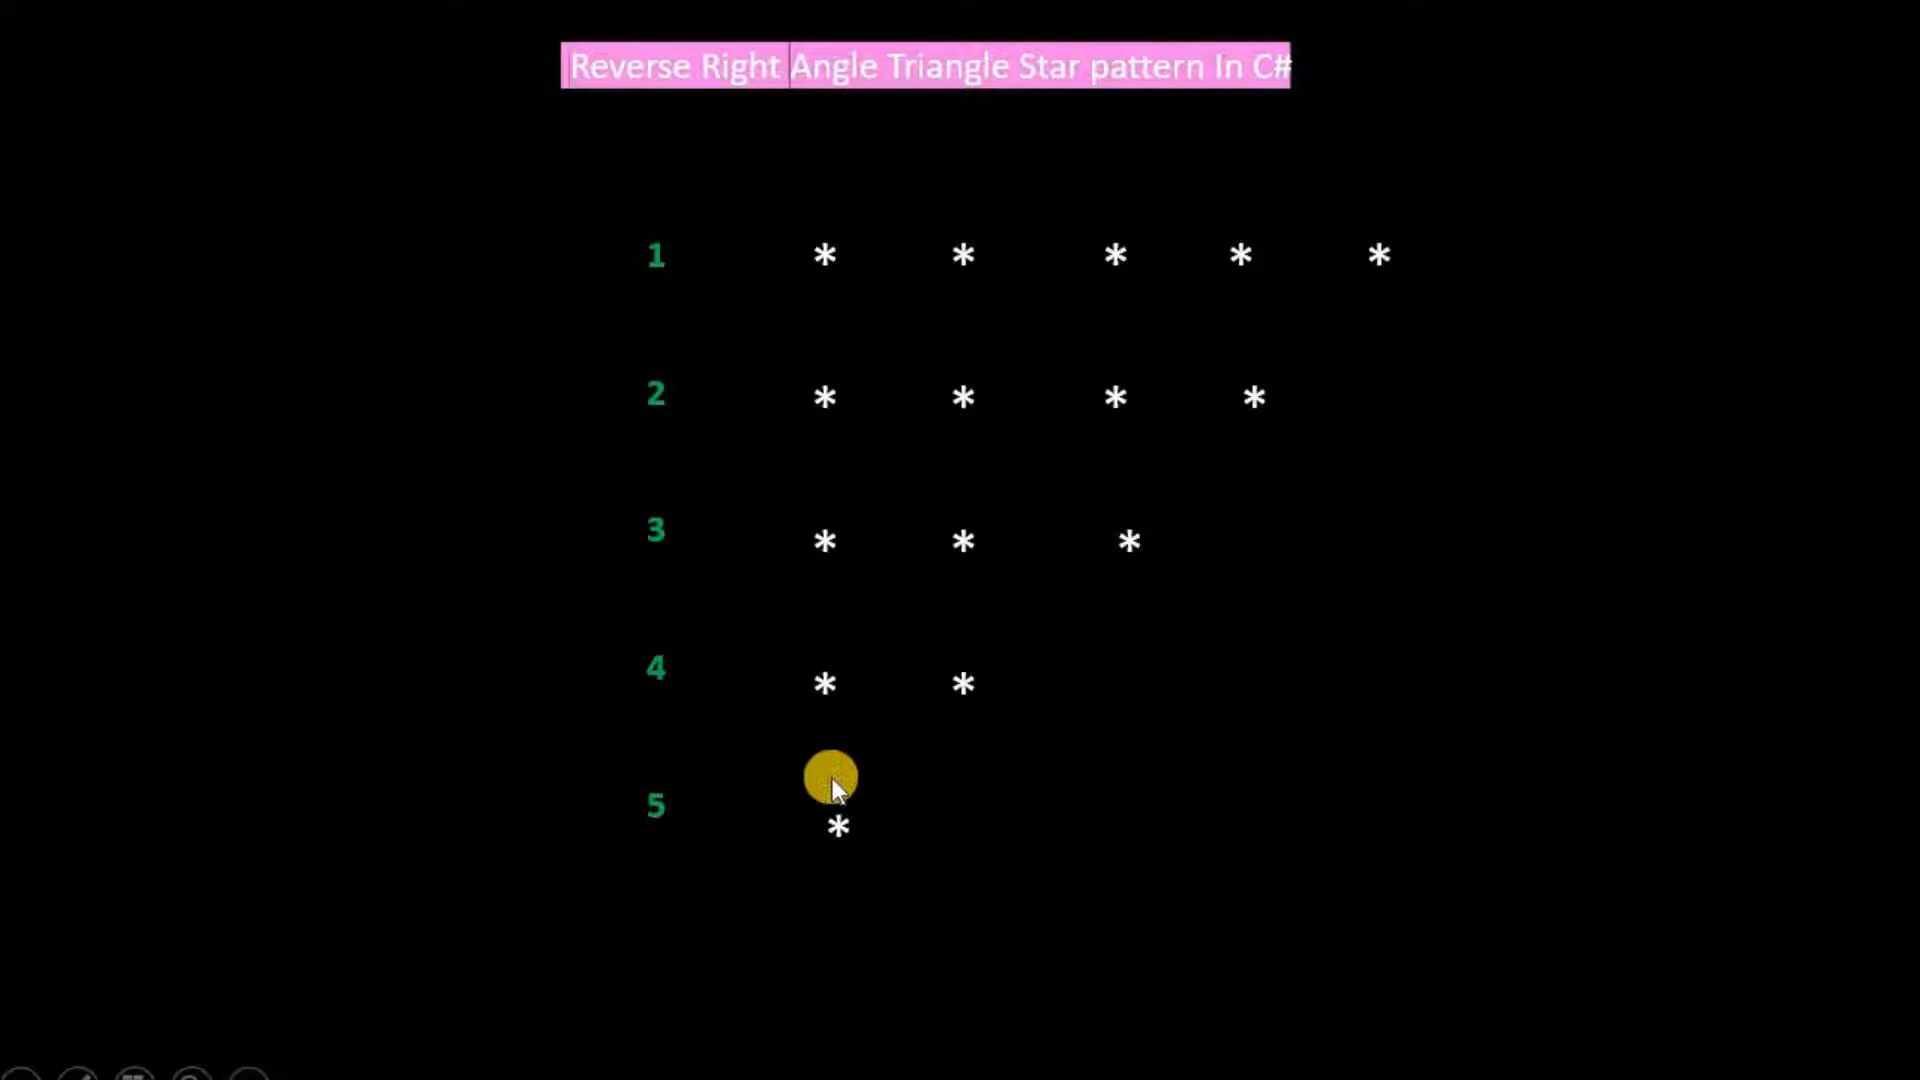 Reverse Right Angle Triangle Star pattern In C#
1 * * * * *
2 * * * *
3 * * *
4 * *
5 *